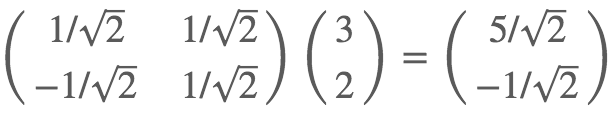 (1/√2 1/√2) (3) = (5/√2)
(-1/√2 1/√2) (2) (-1/√2)